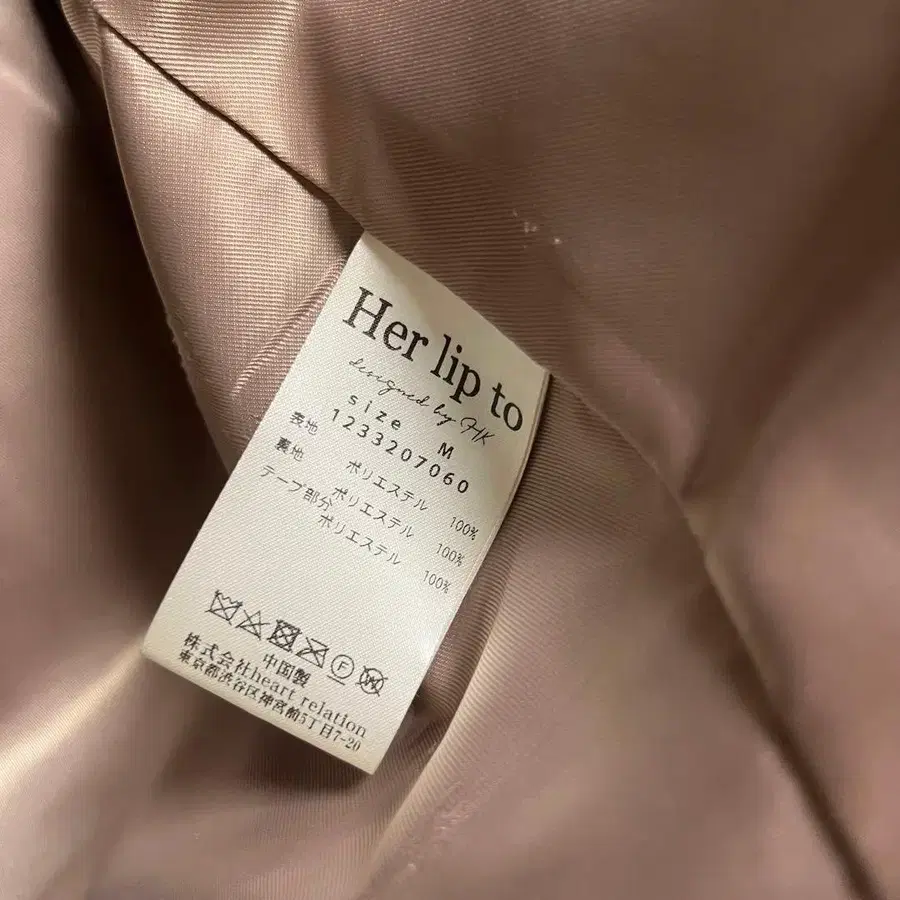 Her lip to
designed by HK
size M
1233207060
表地 ポリエステル 100%
裏地 ポリエステル 100%
テープ部分 ポリエステル 100%
F W
中国製
株式会社heart relation
東京都渋谷区神宮前5丁目7-20